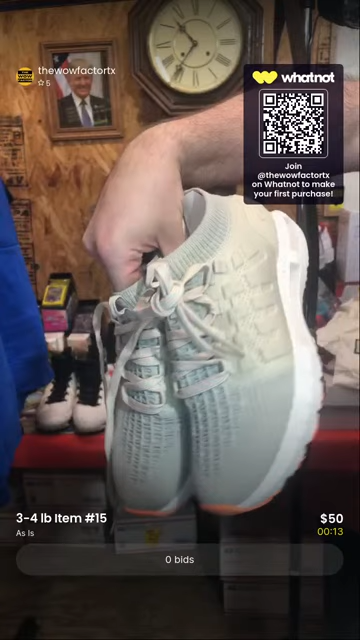 thewowfactortx
☆5
whatnot
Join
@thewowfactortx
on Whatnot to make
your first purchase!
3-4 lb Item #15
$50
As Is
00:13
0 bids